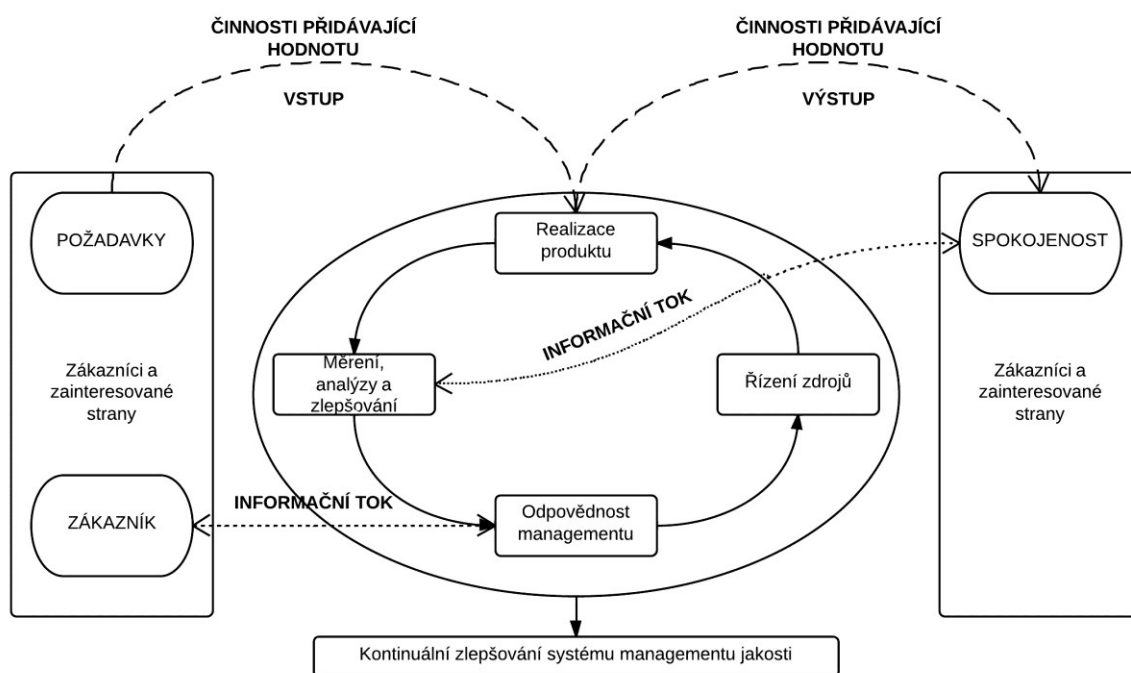 ČINNOSTI PŘIDÁVAJÍCÍ
HODNOTU
VSTUP
ČINNOSTI PŘIDÁVAJÍCÍ
HODNOTU
VÝSTUP
POŽADAVKY
Zákazníci a
zainteresované
strany
ZÁKAZNÍK
Realizace
produktu
INFORMAČNÍ TOK
Měření,
analýzy a
zlepšování
Řízení zdrojů
INFORMAČNÍ TOK
Odpovědnost
managementu
SPOKOJENOST
Zákazníci a
zainteresované
strany
Kontinuální zlepšování systému managementu jakosti